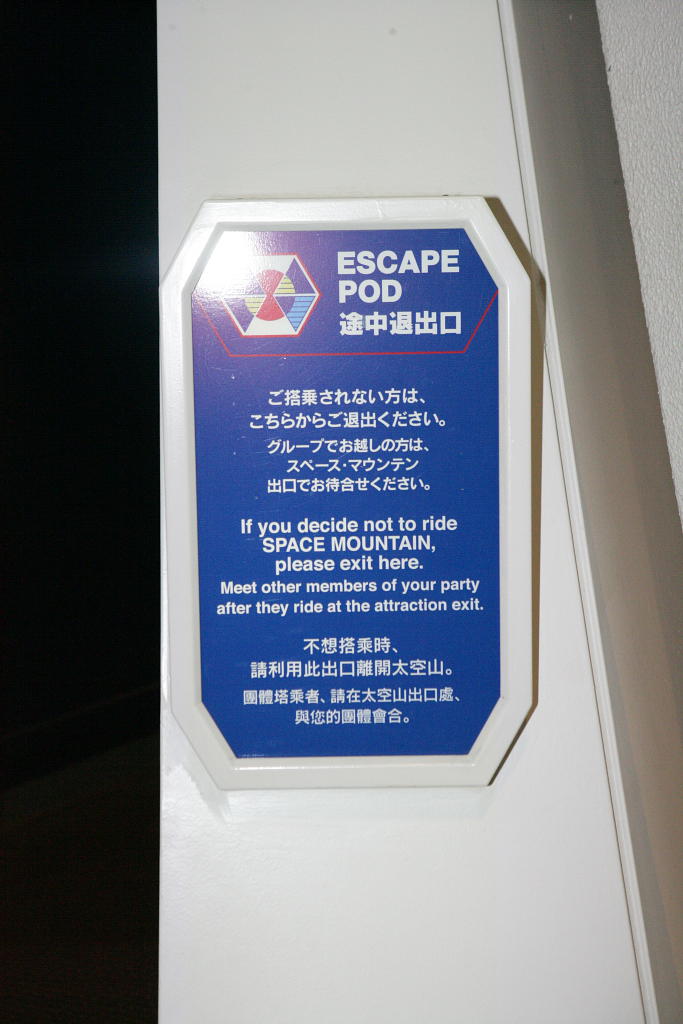 ESCAPE
POD
途中退出口
ご搭乗されない方は、
こちらからご退出ください。
グループでお越しの方は、
スペース・マウンテン
出口でお待合せください。
If you decide not to ride
SPACE MOUNTAIN,
please exit here.
Meet other members of your party
after they ride at the attraction exit.
不想搭乘時、
請利用此出口離開太空山。
團體塔乘者、請在太空山出口處、
與您的團體會合。